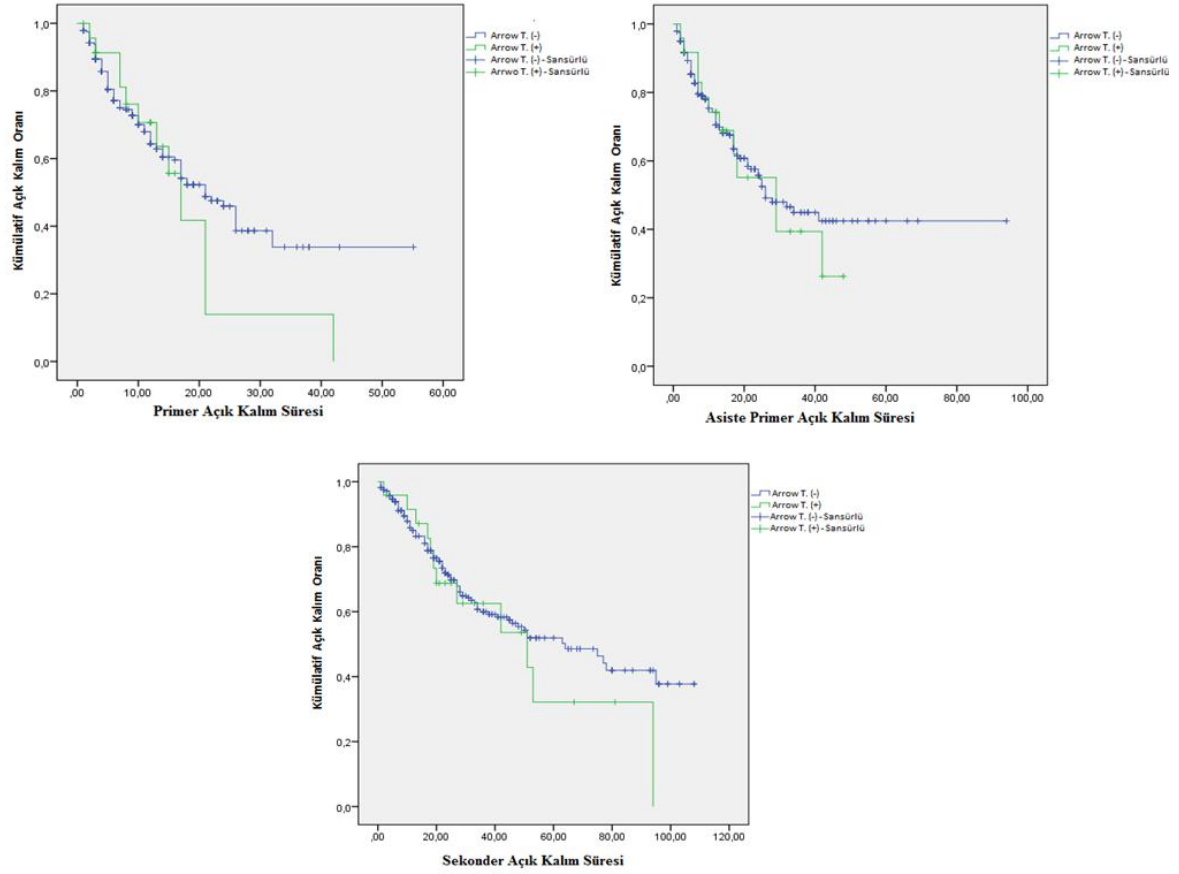 1,0
0,8
0,6
0,4
0,2
0,0
Kümülatif Açık Kalım Oranı
,00 10,00 20,00 30,00 40,00 50,00 60,00
Primer Açık Kalım Süresi
Arrow T. (-)
Arrow T. (+)
Arrow T. (-) - Sansürlü
Arrwo T. (+) - Sansürlü
1,0
0,8
0,6
0,4
0,2
0,0
Kümülatif Açık Kalım Oranı
,00 20,00 40,00 60,00 80,00 100,00
Asiste Primer Açık Kalım Süresi
Arrow T. (-)
Arrow T. (+)
Arrow T. (-) - Sansürlü
Arrow T. (+) - Sansürlü
1,0
0,8
0,6
0,4
0,2
0,0
Kümülatif Açık Kalım Oranı
,00 20,00 40,00 60,00 80,00 100,00 120,00
Sekonder Açık Kalım Süresi
Arrow T. (-)
Arrow T. (+)
Arrow T. (-) - Sansürlü
Arrow T. (+) - Sansürlü